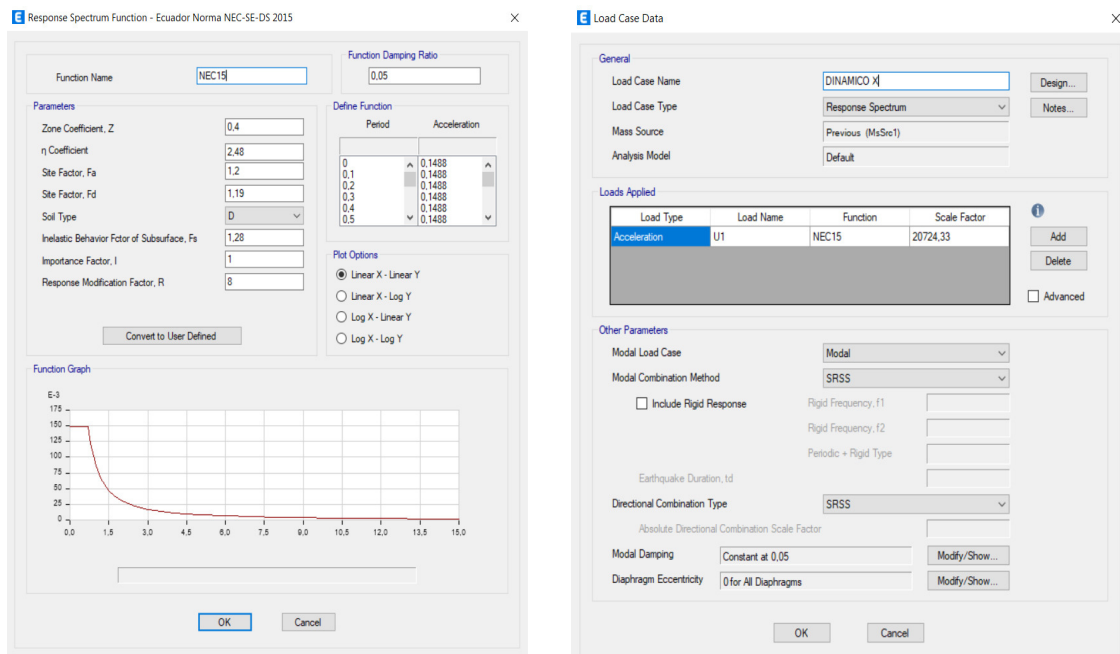 Response Spectrum Function - Ecuador Norma NEC-SE-DS 2015
Function Name
NEC15
Function Damping Ratio
0,05
Parameters
Zone Coefficient, Z
0,4
η Coefficient
2,48
Site Factor, Fa
1,2
Site Factor, Fd
1,19
Soil Type
D
Inelastic Behavior Fctor of Subsurface, Fs
1,28
Importance Factor, I
1
Response Modification Factor, R
8
Convert to User Defined
Define Function
Period Acceleration
0 0,1488
0,1 0,1488
0,2 0,1488
0,3 0,1488
0,4 0,1488
0,5 0,1488
Plot Options
Linear X - Linear Y
Linear X - Log Y
Log X - Linear Y
Log X - Log Y
Function Graph
E-3
175
150
125
100
75
50
25
0
0,0 1,5 3,0 4,5 6,0 7,5 9,0 10,5 12,0 13,5 15,0
OK Cancel
Load Case Data
General
Load Case Name DINAMICO X Design...
Load Case Type Response Spectrum Notes...
Mass Source Previous (MsSrc1)
Analysis Model Default
Loads Applied
Load Type Load Name Function Scale Factor
Acceleration U1 NEC15 20724,33
Add
Delete
Advanced
Other Parameters
Modal Load Case Modal
Modal Combination Method SRSS
Include Rigid Response Rigid Frequency, f1
Rigid Frequency, f2
Periodic + Rigid Type
Earthquake Duration, td
Directional Combination Type SRSS
Absolute Directional Combination Scale Factor
Modal Damping Constant at 0,05 Modify/Show...
Diaphragm Eccentricity 0 for All Diaphragms Modify/Show...
OK Cancel